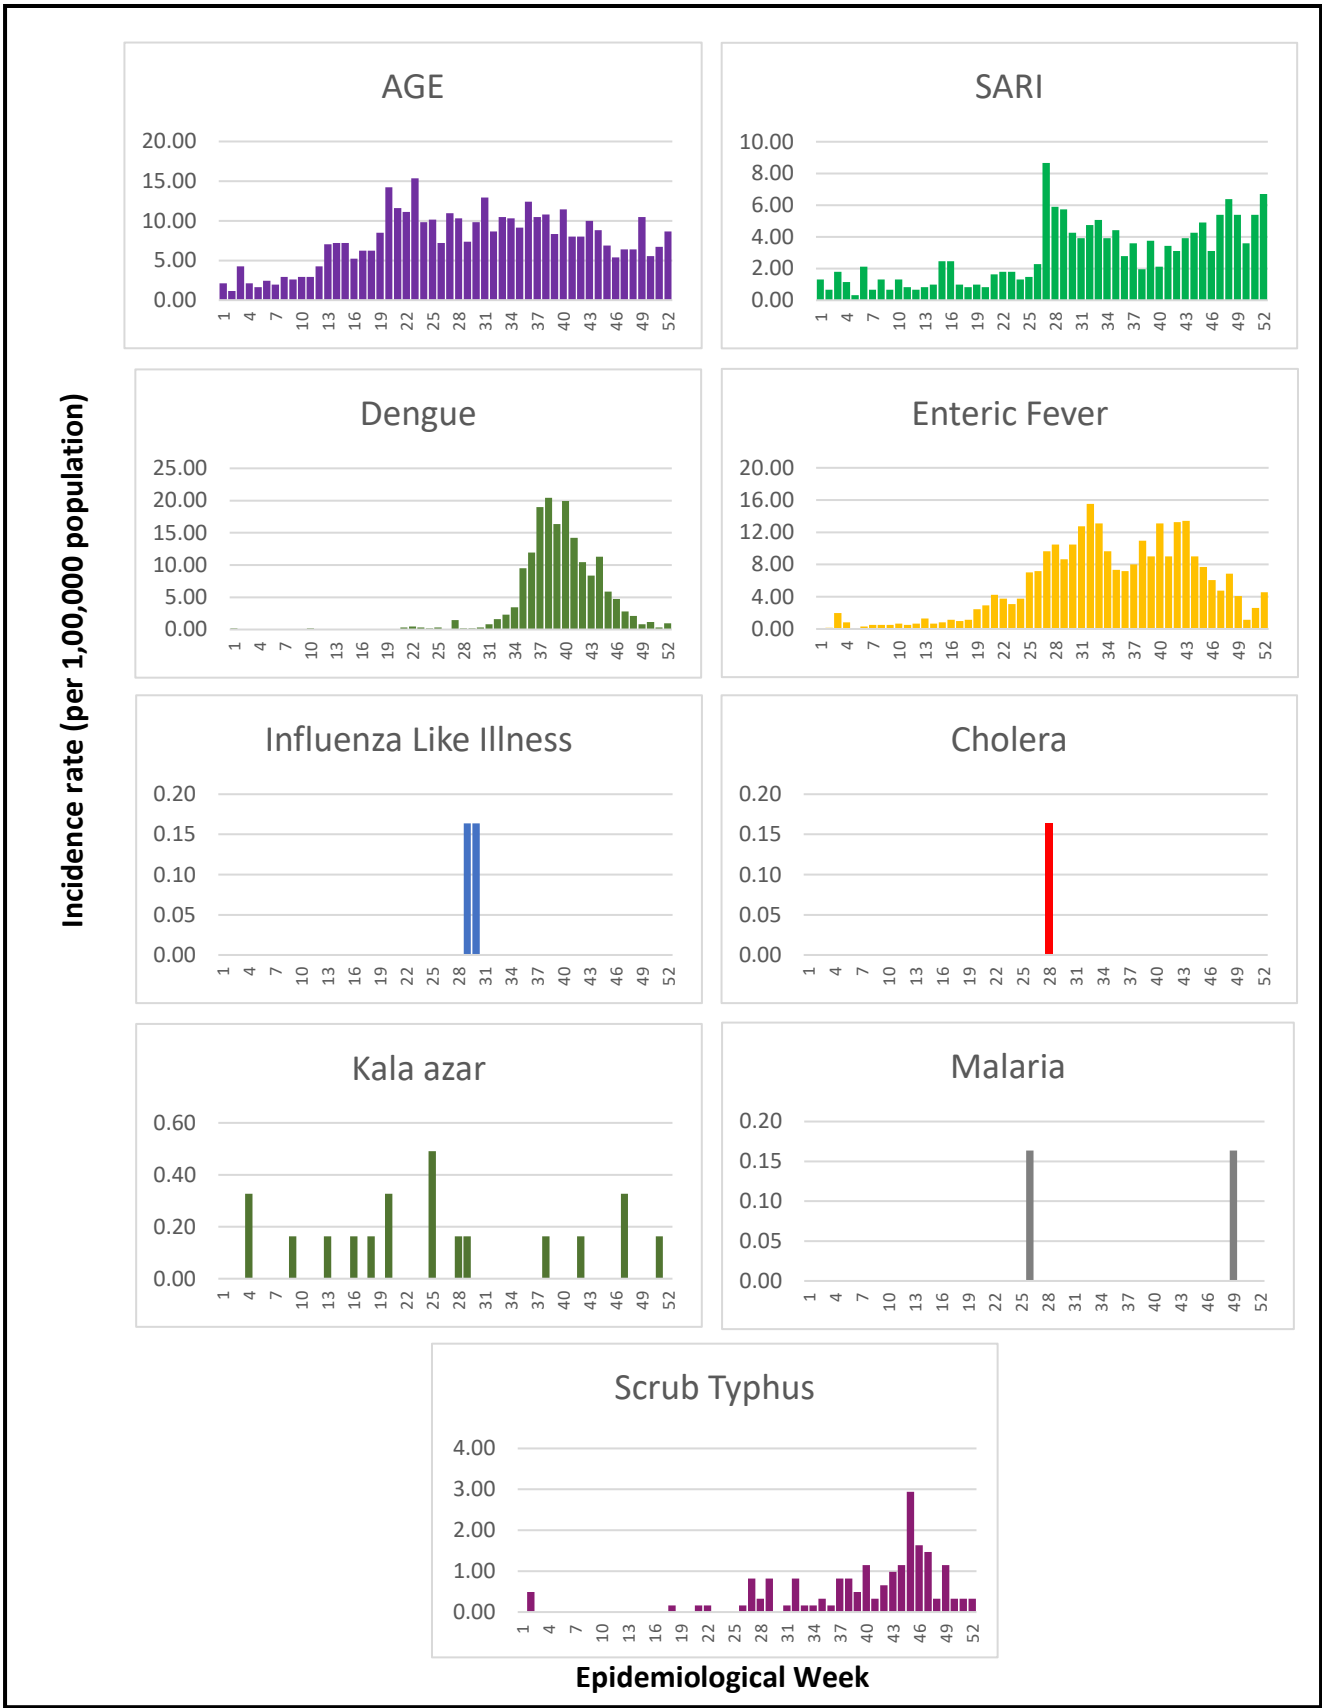 AGE
20.00
15.00
10.00
5.00
0.00
1 4 7 10 13 16 19 22 25 28 31 34 37 40 43 46 49 52
SARI
10.00
8.00
6.00
4.00
2.00
0.00
1 4 7 10 13 16 19 22 25 28 31 34 37 40 43 46 49 52
Incidence rate (per 1,00,000 population)
Dengue
25.00
20.00
15.00
10.00
5.00
0.00
1 4 7 10 13 16 19 22 25 28 31 34 37 40 43 46 49 52
Enteric Fever
20.00
16.00
12.00
8.00
4.00
0.00
1 4 7 10 13 16 19 22 25 28 31 34 37 40 43 46 49 52
Influenza Like Illness
0.20
0.15
0.10
0.05
0.00
1 4 7 10 13 16 19 22 25 28 31 34 37 40 43 46 49 52
Cholera
0.20
0.15
0.10
0.05
0.00
1 4 7 10 13 16 19 22 25 28 31 34 37 40 43 46 49 52
Kala azar
0.60
0.40
0.20
0.00
1 4 7 10 13 16 19 22 25 28 31 34 37 40 43 46 49 52
Malaria
0.20
0.15
0.10
0.05
0.00
1 4 7 10 13 16 19 22 25 28 31 34 37 40 43 46 49 52
Scrub Typhus
4.00
3.00
2.00
1.00
0.00
1 4 7 10 13 16 19 22 25 28 31 34 37 40 43 46 49 52
Epidemiological Week